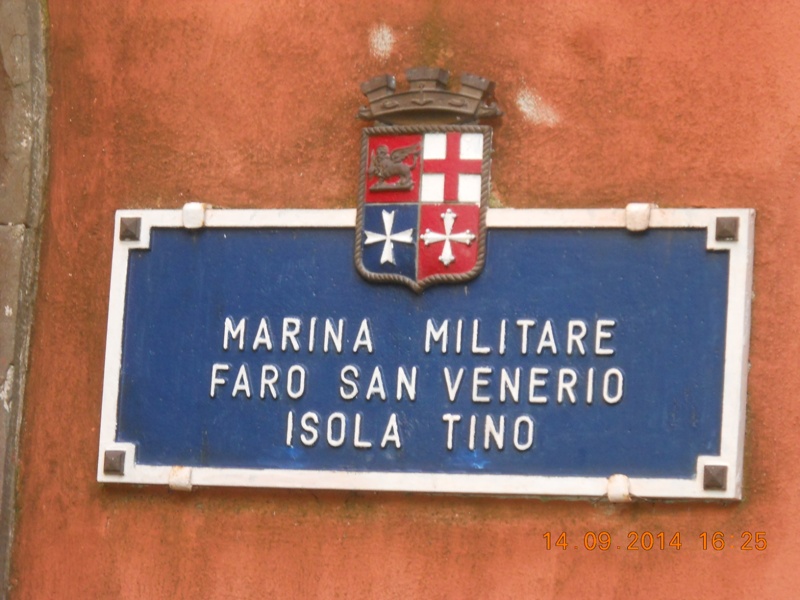 MARINA MILITARE
FARO SAN VENERIO
ISOLA TINO
14.09.2014 16:25